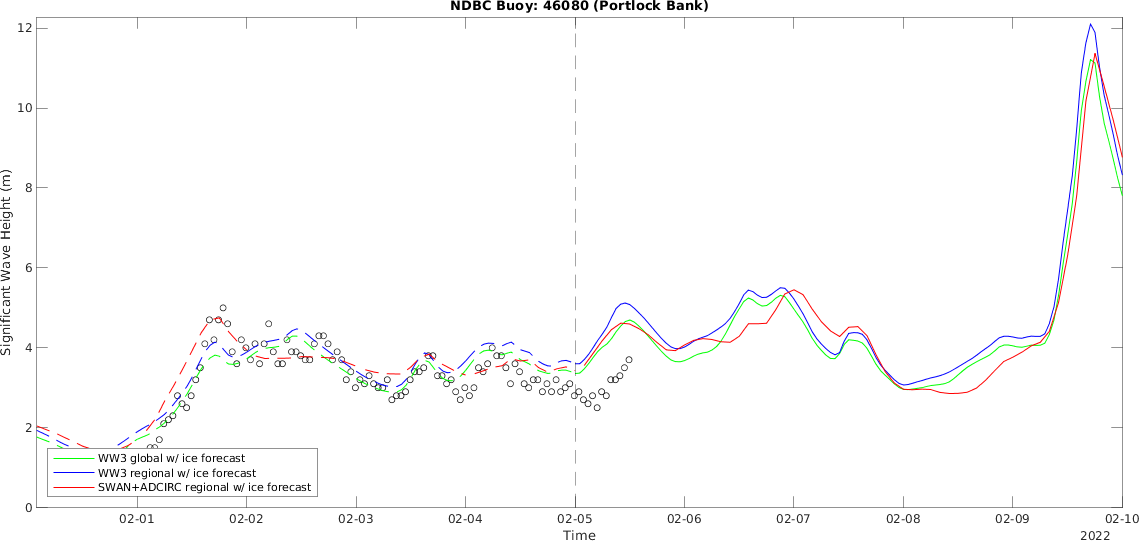 NDBC Buoy: 46080 (Portlock Bank)
12
10
8
6
4
2
0
Significant Wave Height (m)
WW3 global w/ ice forecast
WW3 regional w/ ice forecast
SWAN+ADCIRC regional w/ ice forecast
02-01 02-02 02-03 02-04 02-05 02-06 02-07 02-08 02-09 02-10
Time
2022